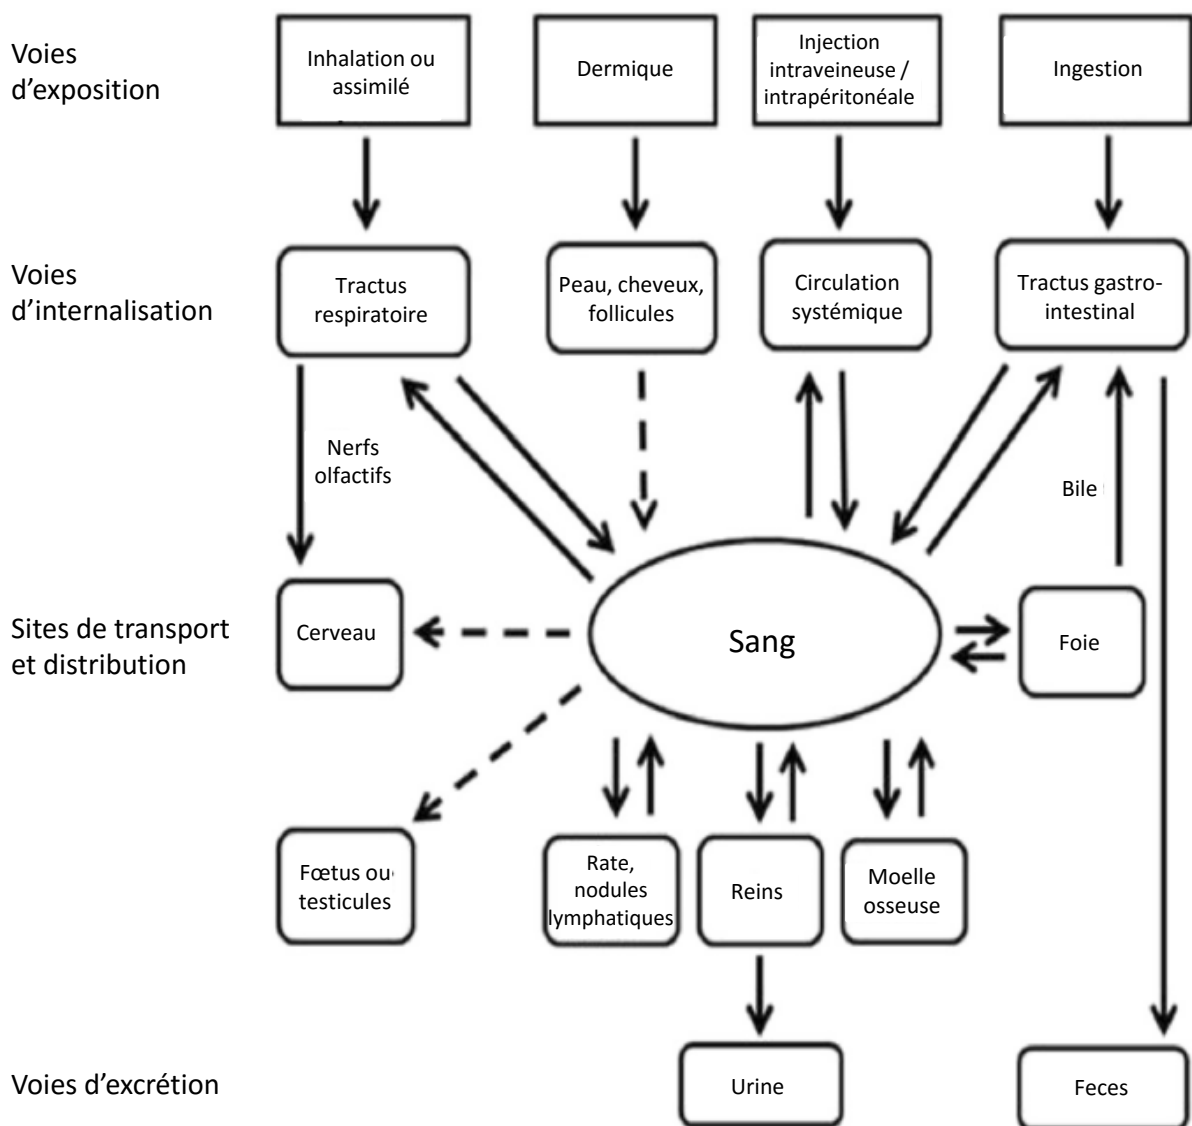 Voies
d’exposition
Inhalation ou
assimilé
Dermique
Injection
intraveineuse /
intrapéritonéale
Ingestion
Voies
d’internalisation
Tractus
respiratoire
Peau, cheveux,
follicules
Circulation
systémique
Tractus gastro-
intestinal
Nerfs
olfactifs
Bile
Sites de transport
et distribution
Cerveau
Sang
Foie
Fœtus ou
testicules
Rate,
nodules
lymphatiques
Reins
Moelle
osseuse
Voies d’excrétion
Urine
Feces